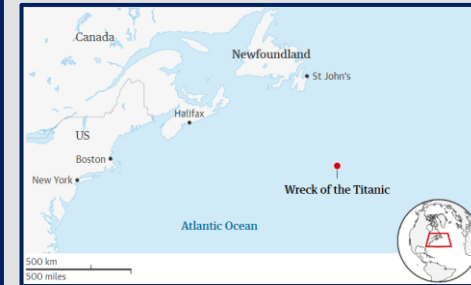 Canada
Newfoundland
St John's
Halifax
US
Boston
New York
Wreck of the Titanic
Atlantic Ocean
500 km
500 miles